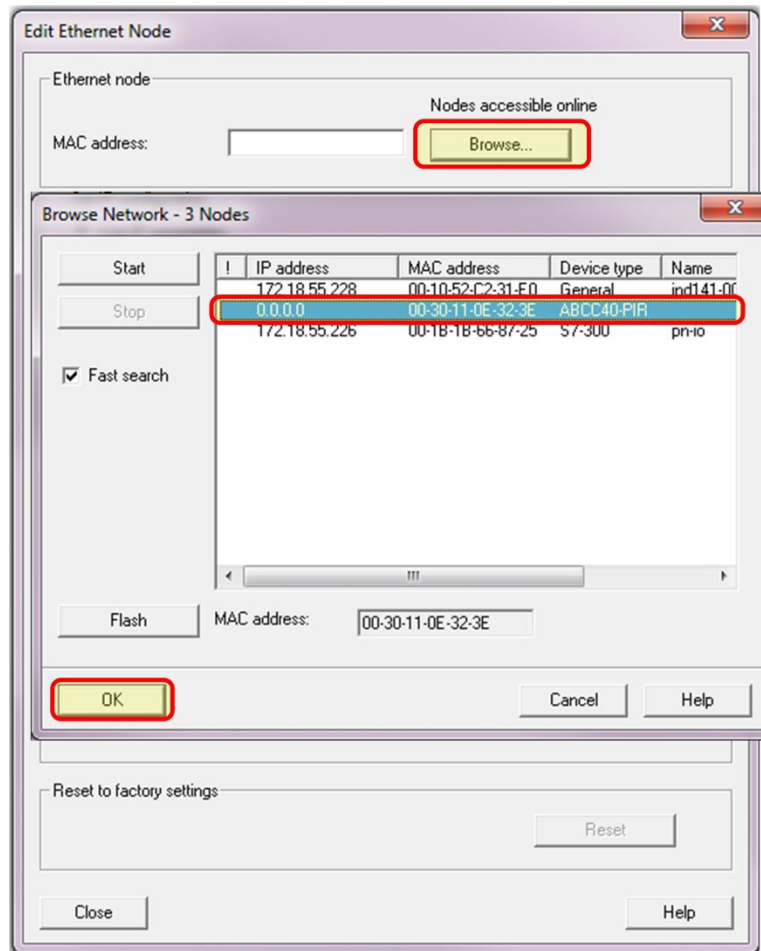 Edit Ethernet Node
Ethernet node
Nodes accessible online
MAC address:
Browse...
Browse Network - 3 Nodes
Start
Stop
Fast search
! IP address MAC address Device type Name
172.18.55.228 00-10-52-C2-31-E0 General ind141-00
0.0.0.0 00-30-11-0E-32-3E ABCC40-PIR
172.18.55.226 00-1B-1B-66-87-25 S7-300 pn-io
Flash
MAC address: 00-30-11-0E-32-3E
OK
Cancel
Help
Reset to factory settings
Reset
Close
Help